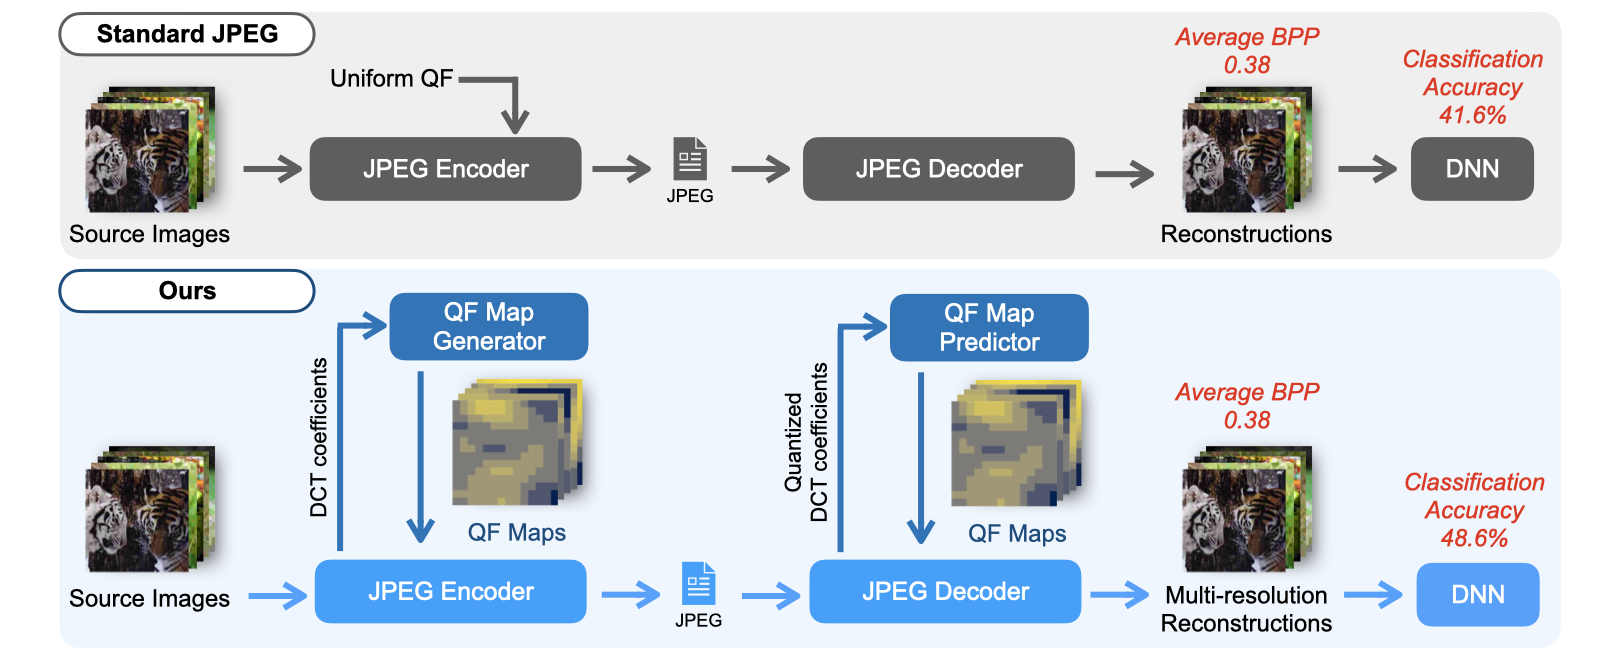 Standard JPEG
Uniform QF
Average BPP
0.38
Classification
Accuracy
41.6%
JPEG Encoder
JPEG
JPEG Decoder
DNN
Source Images
Reconstructions
Ours
QF Map
Generator
QF Map
Predictor
DCT coefficients
Quantized
DCT coefficients
QF Maps
QF Maps
Average BPP
0.38
Classification
Accuracy
48.6%
Source Images
JPEG Encoder
JPEG
JPEG Decoder
Multi-resolution
Reconstructions
DNN